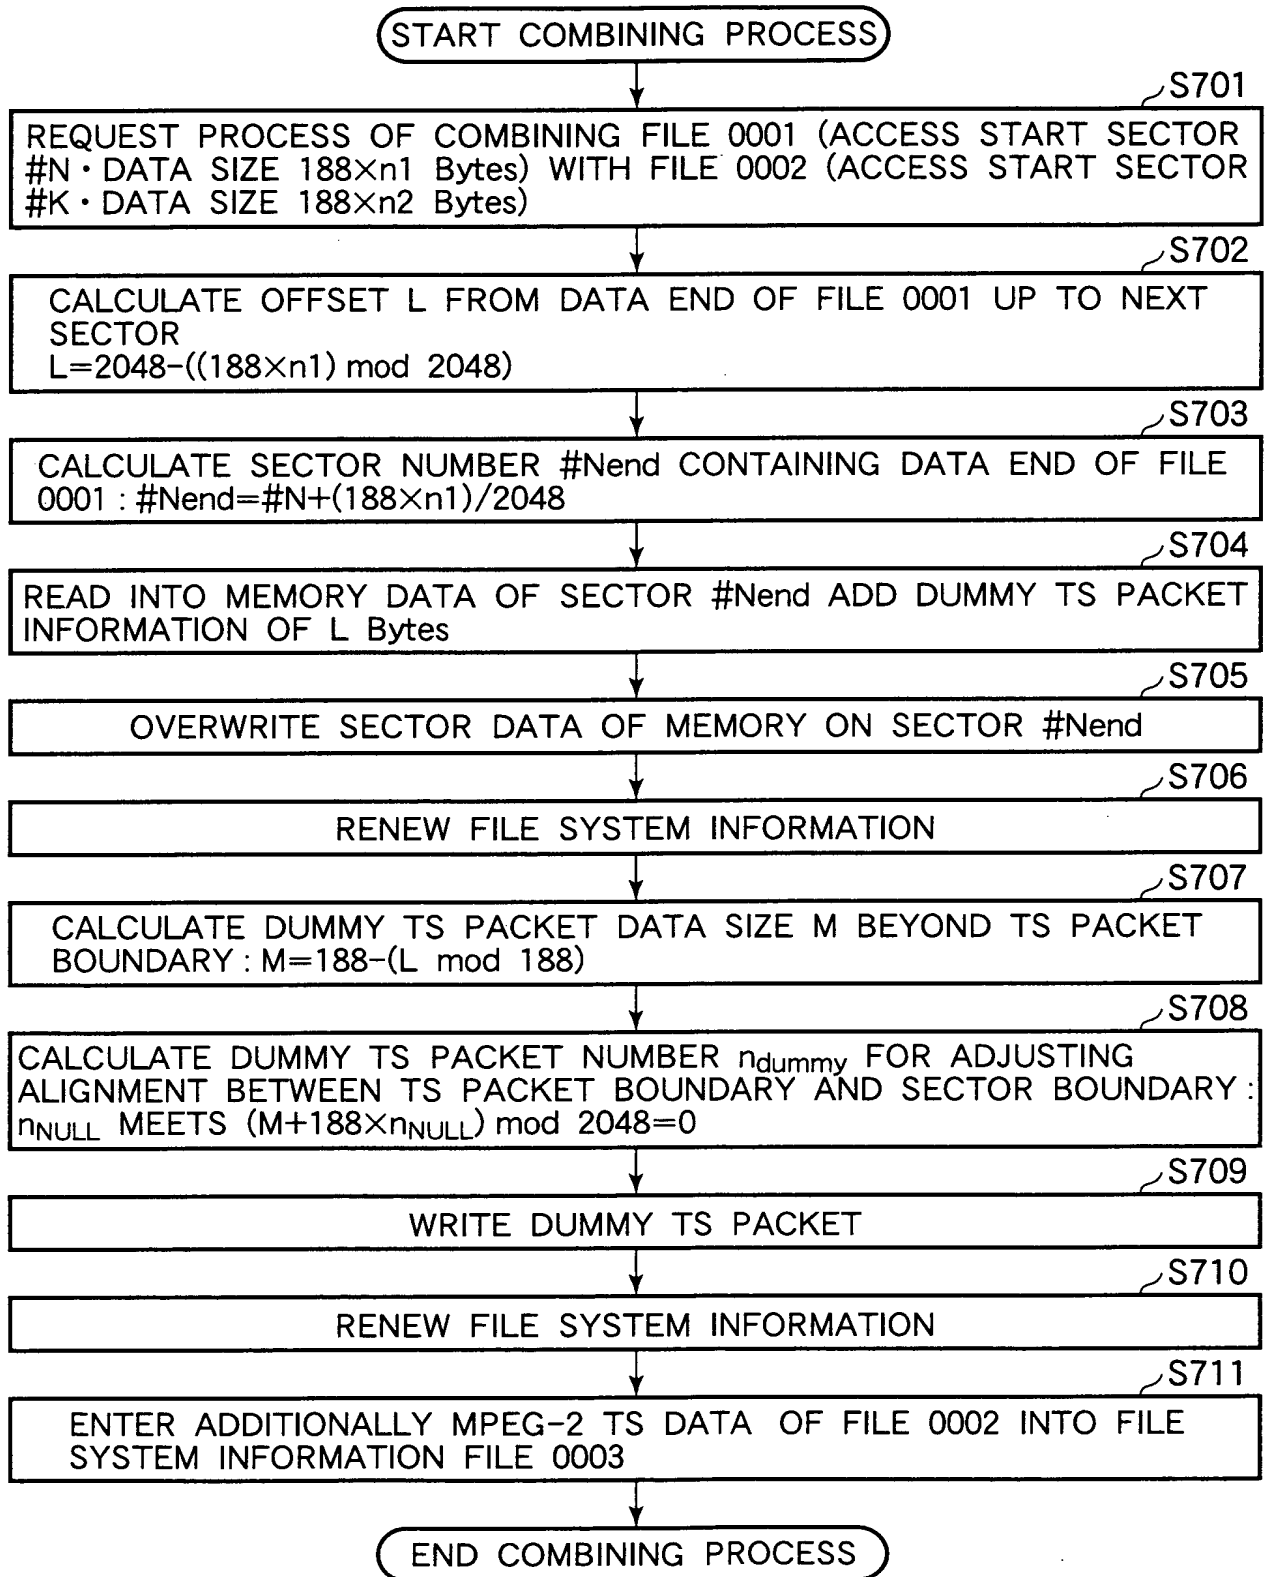 START COMBINING PROCESS
S701
REQUEST PROCESS OF COMBINING FILE 0001 (ACCESS START SECTOR
#N・DATA SIZE 188×n1 Bytes) WITH FILE 0002 (ACCESS START SECTOR
#K・DATA SIZE 188×n2 Bytes)
S702
CALCULATE OFFSET L FROM DATA END OF FILE 0001 UP TO NEXT
SECTOR
L=2048-((188×n1) mod 2048)
S703
CALCULATE SECTOR NUMBER #Nend CONTAINING DATA END OF FILE
0001 : #Nend=#N+(188×n1)/2048
S704
READ INTO MEMORY DATA OF SECTOR #Nend ADD DUMMY TS PACKET
INFORMATION OF L Bytes
S705
OVERWRITE SECTOR DATA OF MEMORY ON SECTOR #Nend
S706
RENEW FILE SYSTEM INFORMATION
S707
CALCULATE DUMMY TS PACKET DATA SIZE M BEYOND TS PACKET
BOUNDARY : M=188-(L mod 188)
S708
CALCULATE DUMMY TS PACKET NUMBER ndummy FOR ADJUSTING
ALIGNMENT BETWEEN TS PACKET BOUNDARY AND SECTOR BOUNDARY :
nNULL MEETS (M+188×nNULL) mod 2048=0
S709
WRITE DUMMY TS PACKET
S710
RENEW FILE SYSTEM INFORMATION
S711
ENTER ADDITIONALLY MPEG-2 TS DATA OF FILE 0002 INTO FILE
SYSTEM INFORMATION FILE 0003
END COMBINING PROCESS